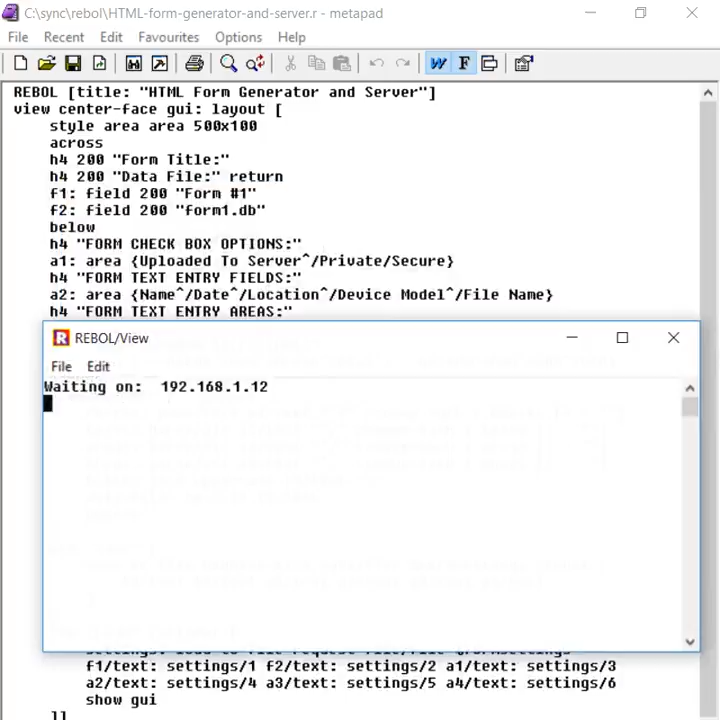 C:\sync\rebol\HTML-form-generator-and-server.r - metapad
File Recent Edit Favourites Options Help
W F
REBOL [title: "HTML Form Generator and Server"]
view center-face gui: layout [
style area area 500x100
across
h4 200 "Form Title:"
h4 200 "Data File:" return
f1: field 200 "Form #1"
f2: field 200 "form1.db"
below
h4 "FORM CHECK BOX OPTIONS:"
a1: area {Uploaded To Server^/Private/Secure}
h4 "FORM TEXT ENTRY FIELDS:"
a2: area {Name^/Date^/Location^/Device Model^/File Name}
h4 "FORM TEXT ENTRY AREAS:"
R REBOL/View
File Edit
Waiting on: 192.168.1.12
f1/text: settings/1 f2/text: settings/2 a1/text: settings/3
a2/text: settings/4 a3/text: settings/5 a4/text: settings/6
show gui
]]